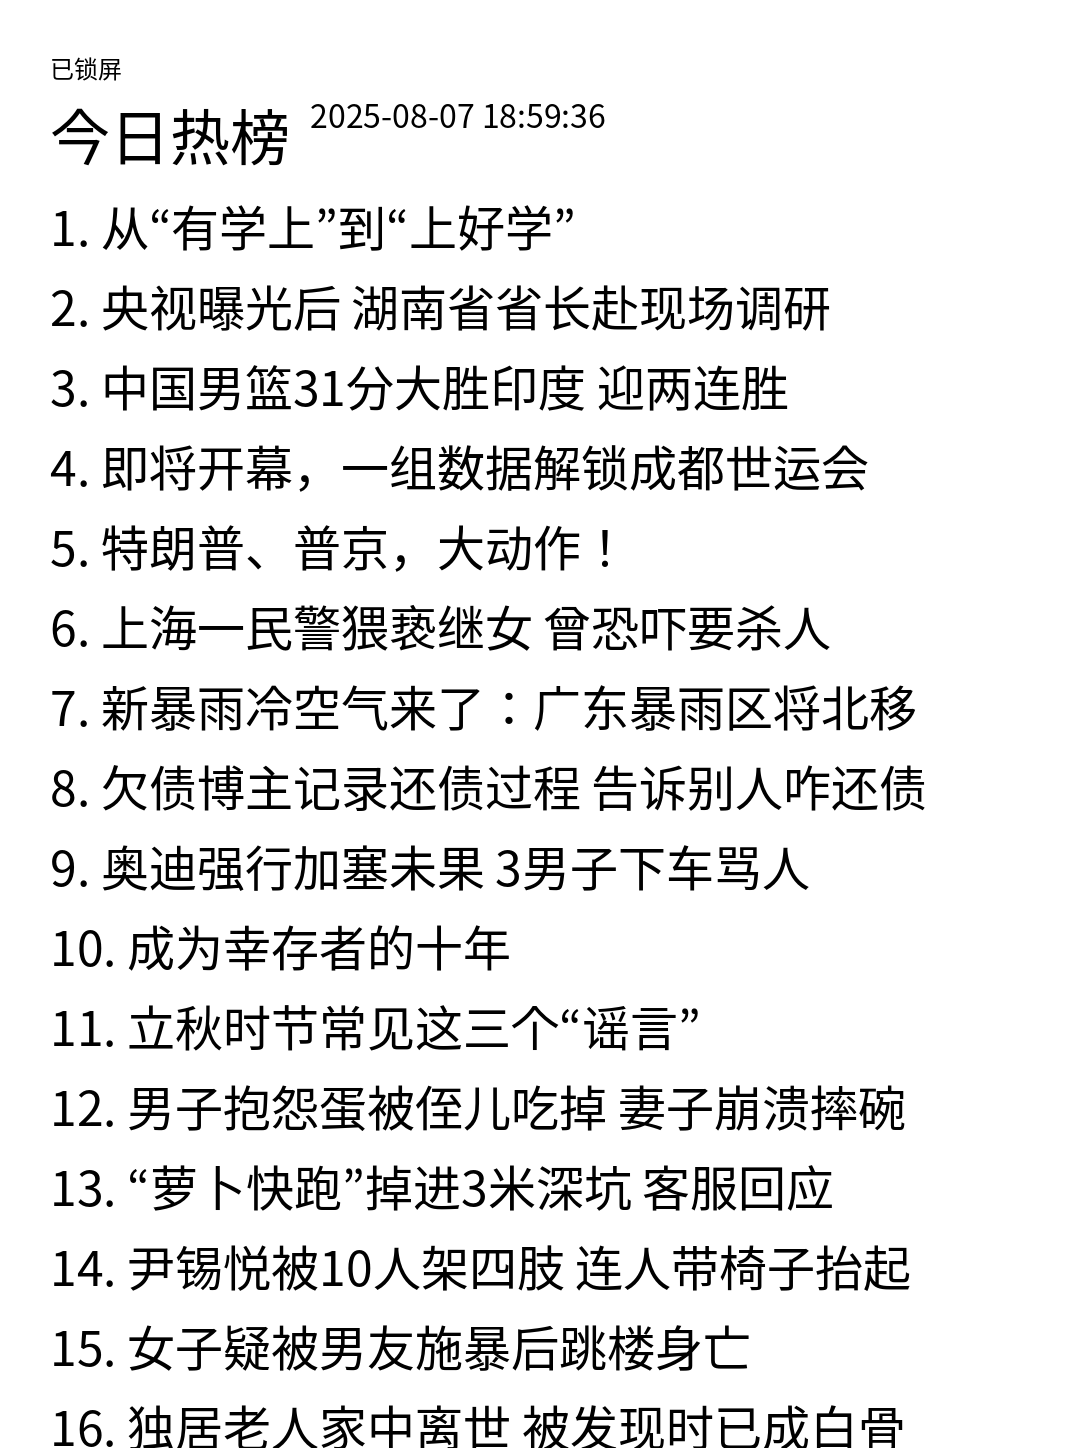 已锁屏
今日热榜 2025-08-07 18:59:36
1. 从“有学上”到“上好学”
2. 央视曝光后 湖南省省长赴现场调研
3. 中国男篮31分大胜印度 迎两连胜
4. 即将开幕，一组数据解锁成都世运会
5. 特朗普、普京，大动作！
6. 上海一民警猥亵继女 曾恐吓要杀人
7. 新暴雨冷空气来了：广东暴雨区将北移
8. 欠债博主记录还债过程 告诉别人咋还债
9. 奥迪强行加塞未果 3男子下车骂人
10. 成为幸存者的十年
11. 立秋时节常见这三个“谣言”
12. 男子抱怨蛋被侄儿吃掉 妻子崩溃摔碗
13. “萝卜快跑”掉进3米深坑 客服回应
14. 尹锡悦被10人架四肢 连人带椅子抬起
15. 女子疑被男友施暴后跳楼身亡
16. 独居老人家中离世 被发现时已成白骨